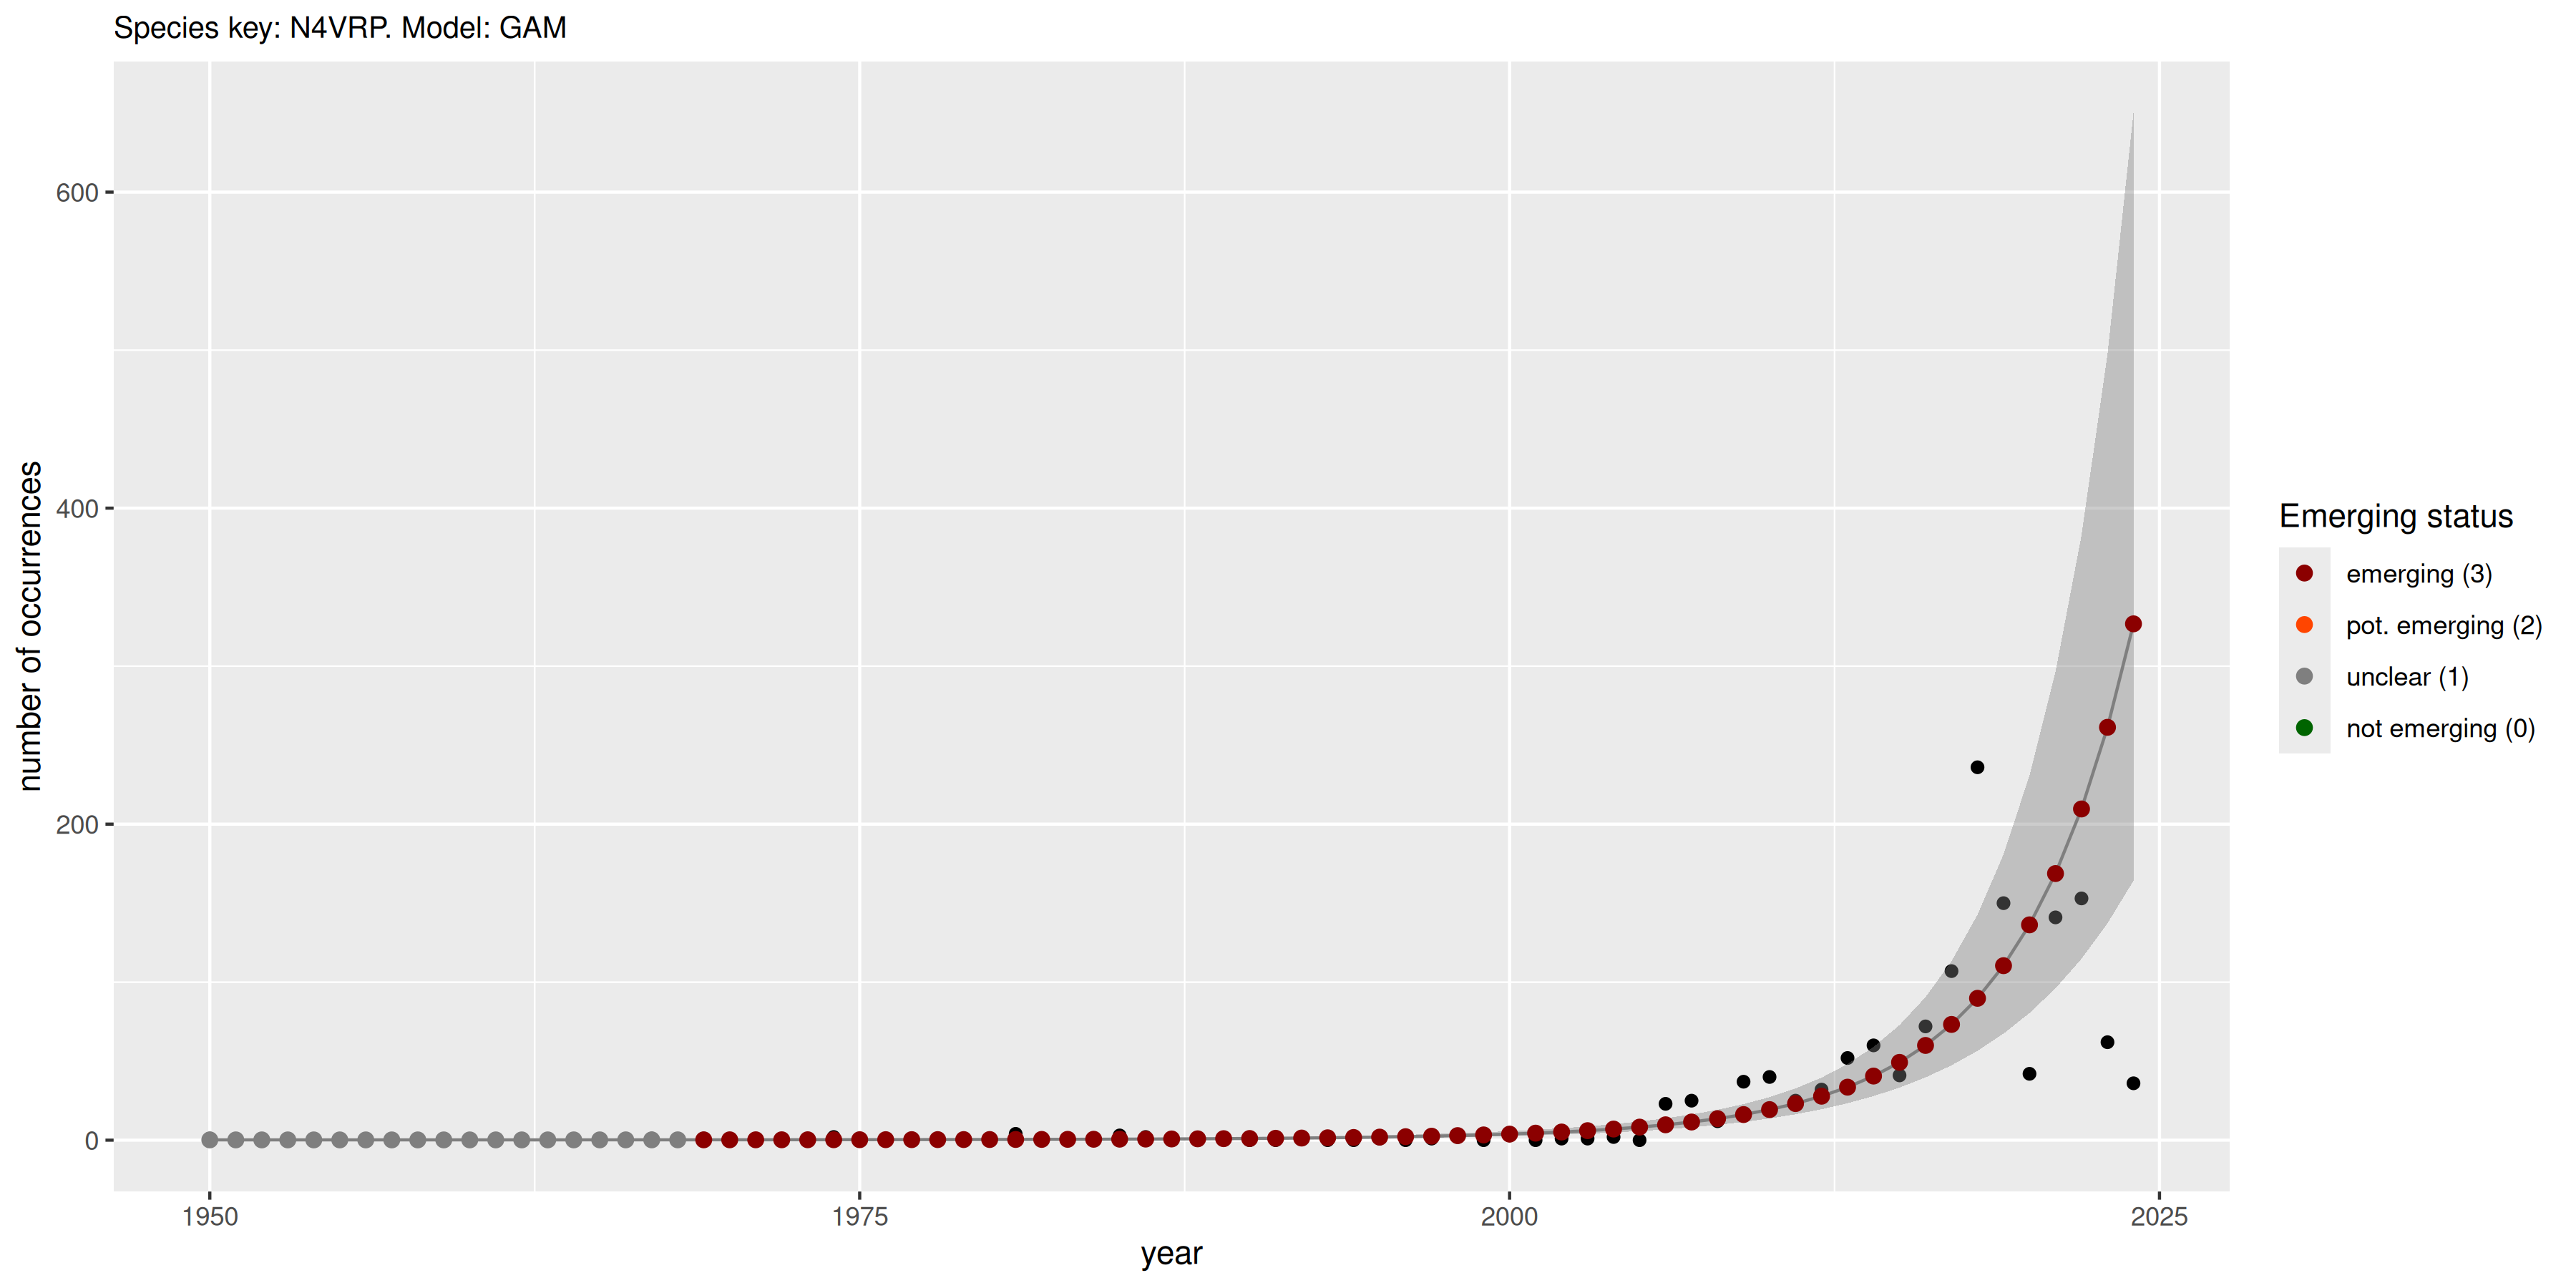 Species key: N4VRP. Model: GAM
number of occurrences
600
400
200
0
1950
1975
2000
2025
year
Emerging status
emerging (3)
pot. emerging (2)
unclear (1)
not emerging (0)